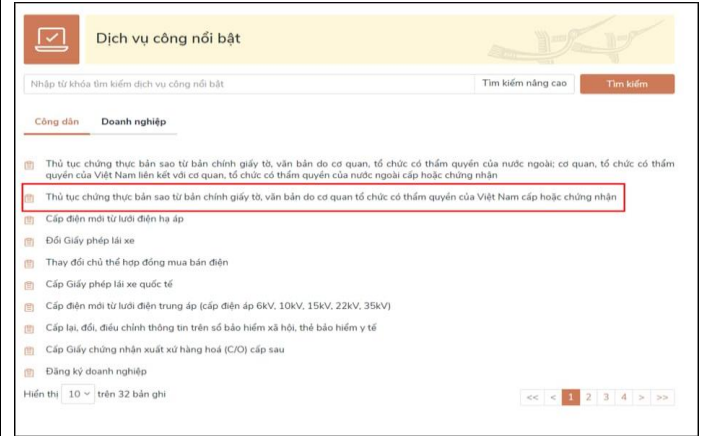 Dịch vụ công nổi bật
Nhập từ khóa tìm kiếm dịch vụ công nổi bật
Tìm kiếm nâng cao
Tìm kiếm
Công dân
Doanh nghiệp
Thủ tục chứng thực bản sao từ bản chính giấy tờ, văn bản do cơ quan, tổ chức có thẩm quyền của nước ngoài; cơ quan, tổ chức có thẩm
quyền của Việt Nam liên kết với cơ quan, tổ chức có thẩm quyền của nước ngoài cấp hoặc chứng nhận
Thủ tục chứng thực bản sao từ bản chính giấy tờ, văn bản do cơ quan tổ chức có thẩm quyền của Việt Nam cấp hoặc chứng nhận
Cấp điện mới từ lưới điện hạ áp
Đổi Giấy phép lái xe
Thay đổi chủ thể hợp đồng mua bán điện
Cấp Giấy phép lái xe quốc tế
Cấp điện mới từ lưới điện trung áp (cấp điện áp 6kV, 10kV, 15kV, 22kV, 35kV)
Cấp lại, đổi, điều chỉnh thông tin trên sổ bảo hiểm xã hội, thẻ bảo hiểm y tế
Cấp Giấy chứng nhận xuất xứ hàng hoá (C/O) cấp sau
Đăng ký doanh nghiệp
Hiển thị 10 trên 32 bản ghi
<< < 1 2 3 4 > >>